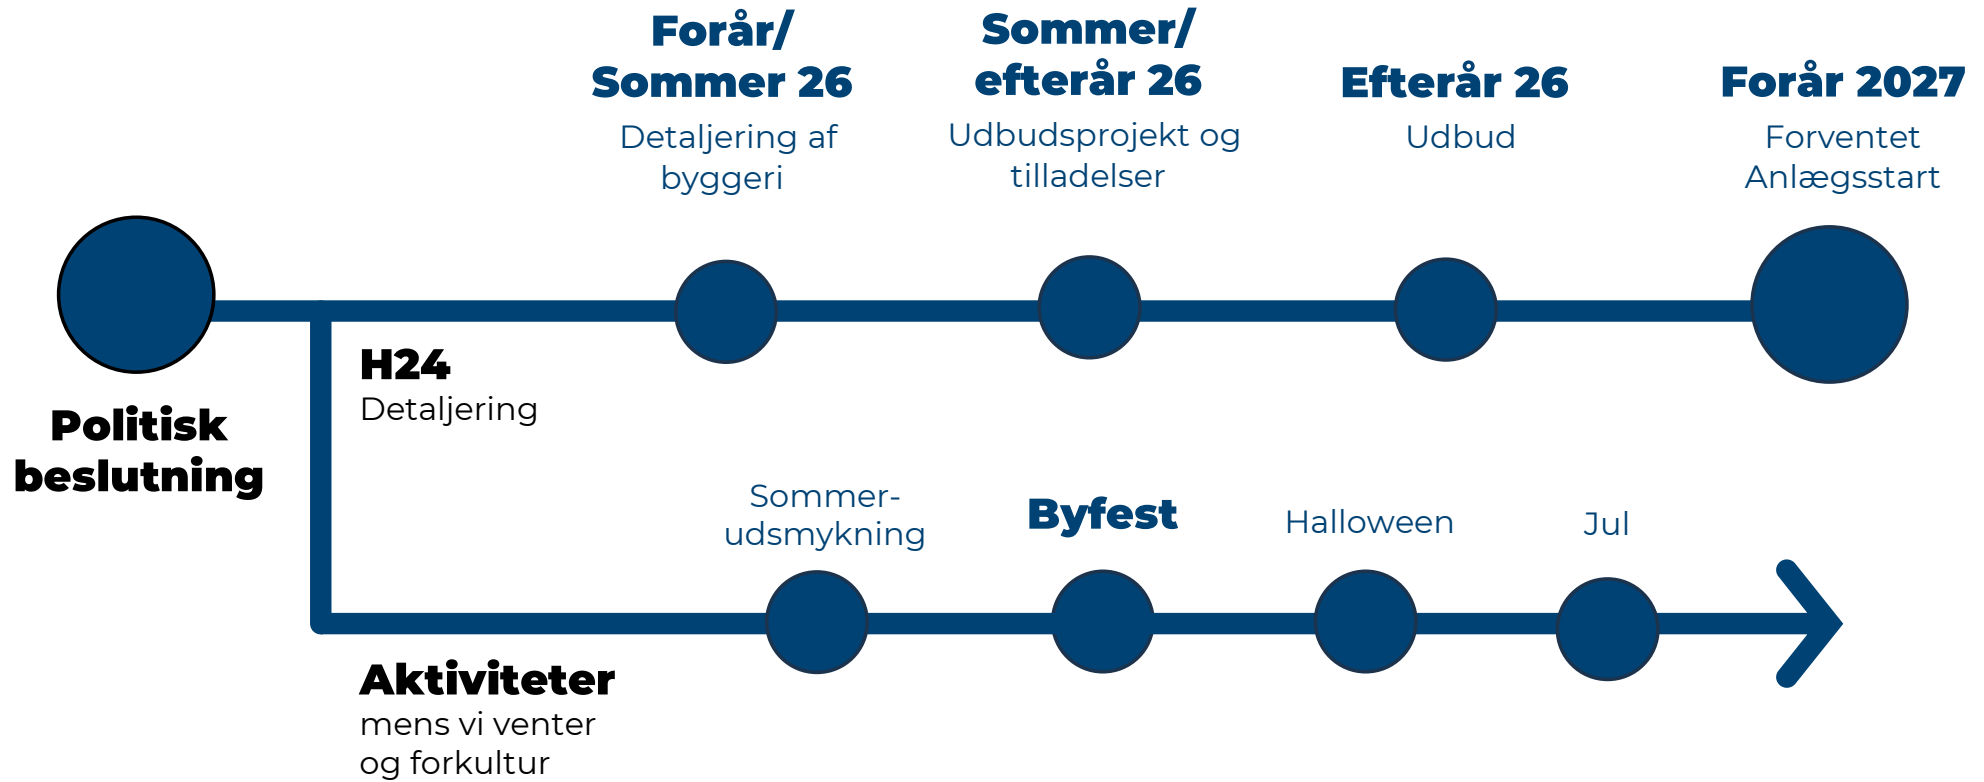 Forår/
Sommer 26
Detaljering af
byggeri
Sommer/
efterår 26
Udbudsprojekt og
tilladelser
Efterår 26
Udbud
Forår 2027
Forventet
Anlægsstart
Politisk
beslutning
H24
Detaljering
Sommer-
udsmykning
Byfest
Halloween
Jul
Aktiviteter
mens vi venter
og forkultur